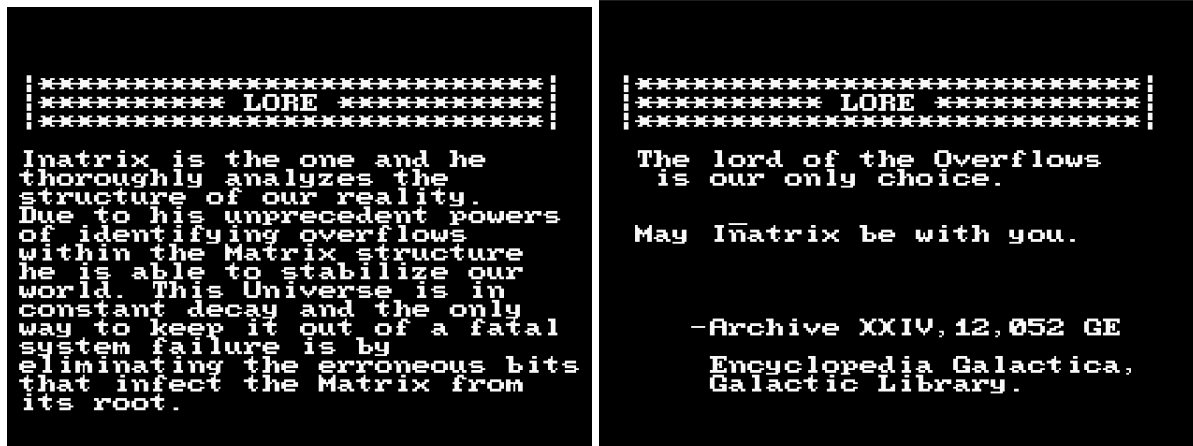 |***************************|
|********** LORE ***********|
|***************************|
Inatrix is the one and he
thoroughly analyzes the
structure of our reality.
Due to his unprecedent powers
of identifying overflows
within the Matrix structure
he is able to stabilize our
world. This Universe is in
constant decay and the only
way to keep it out of a fatal
system failure is by
eliminating the erroneous bits
that infect the Matrix from
its root.
|***************************|
|********** LORE ***********|
|***************************|
The lord of the Overflows
is our only choice.
May In̅atrix be with you.
-Archive XXIV,12,052 GE
Encyclopedia Galactica,
Galactic Library.